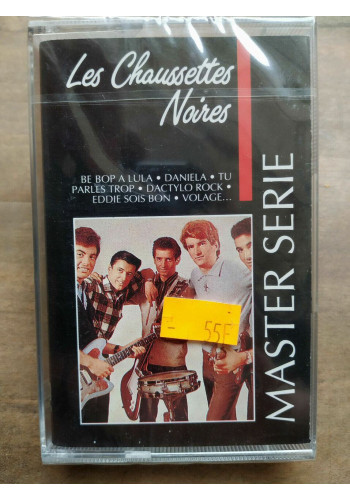 Les Chaussettes
Noires
BE BOP A LULA • DANIELA • TU
PARLES TROP • DACTYLO ROCK •
EDDIE SOIS BON • VOLAGE...
MASTER SERIE
55F